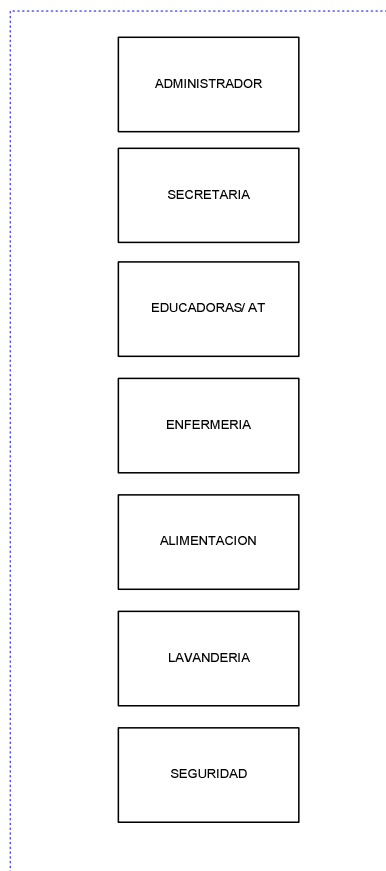 ADMINISTRADOR
SECRETARIA
EDUCADORAS/ AT
ENFERMERIA
ALIMENTACION
LAVANDERIA
SEGURIDAD